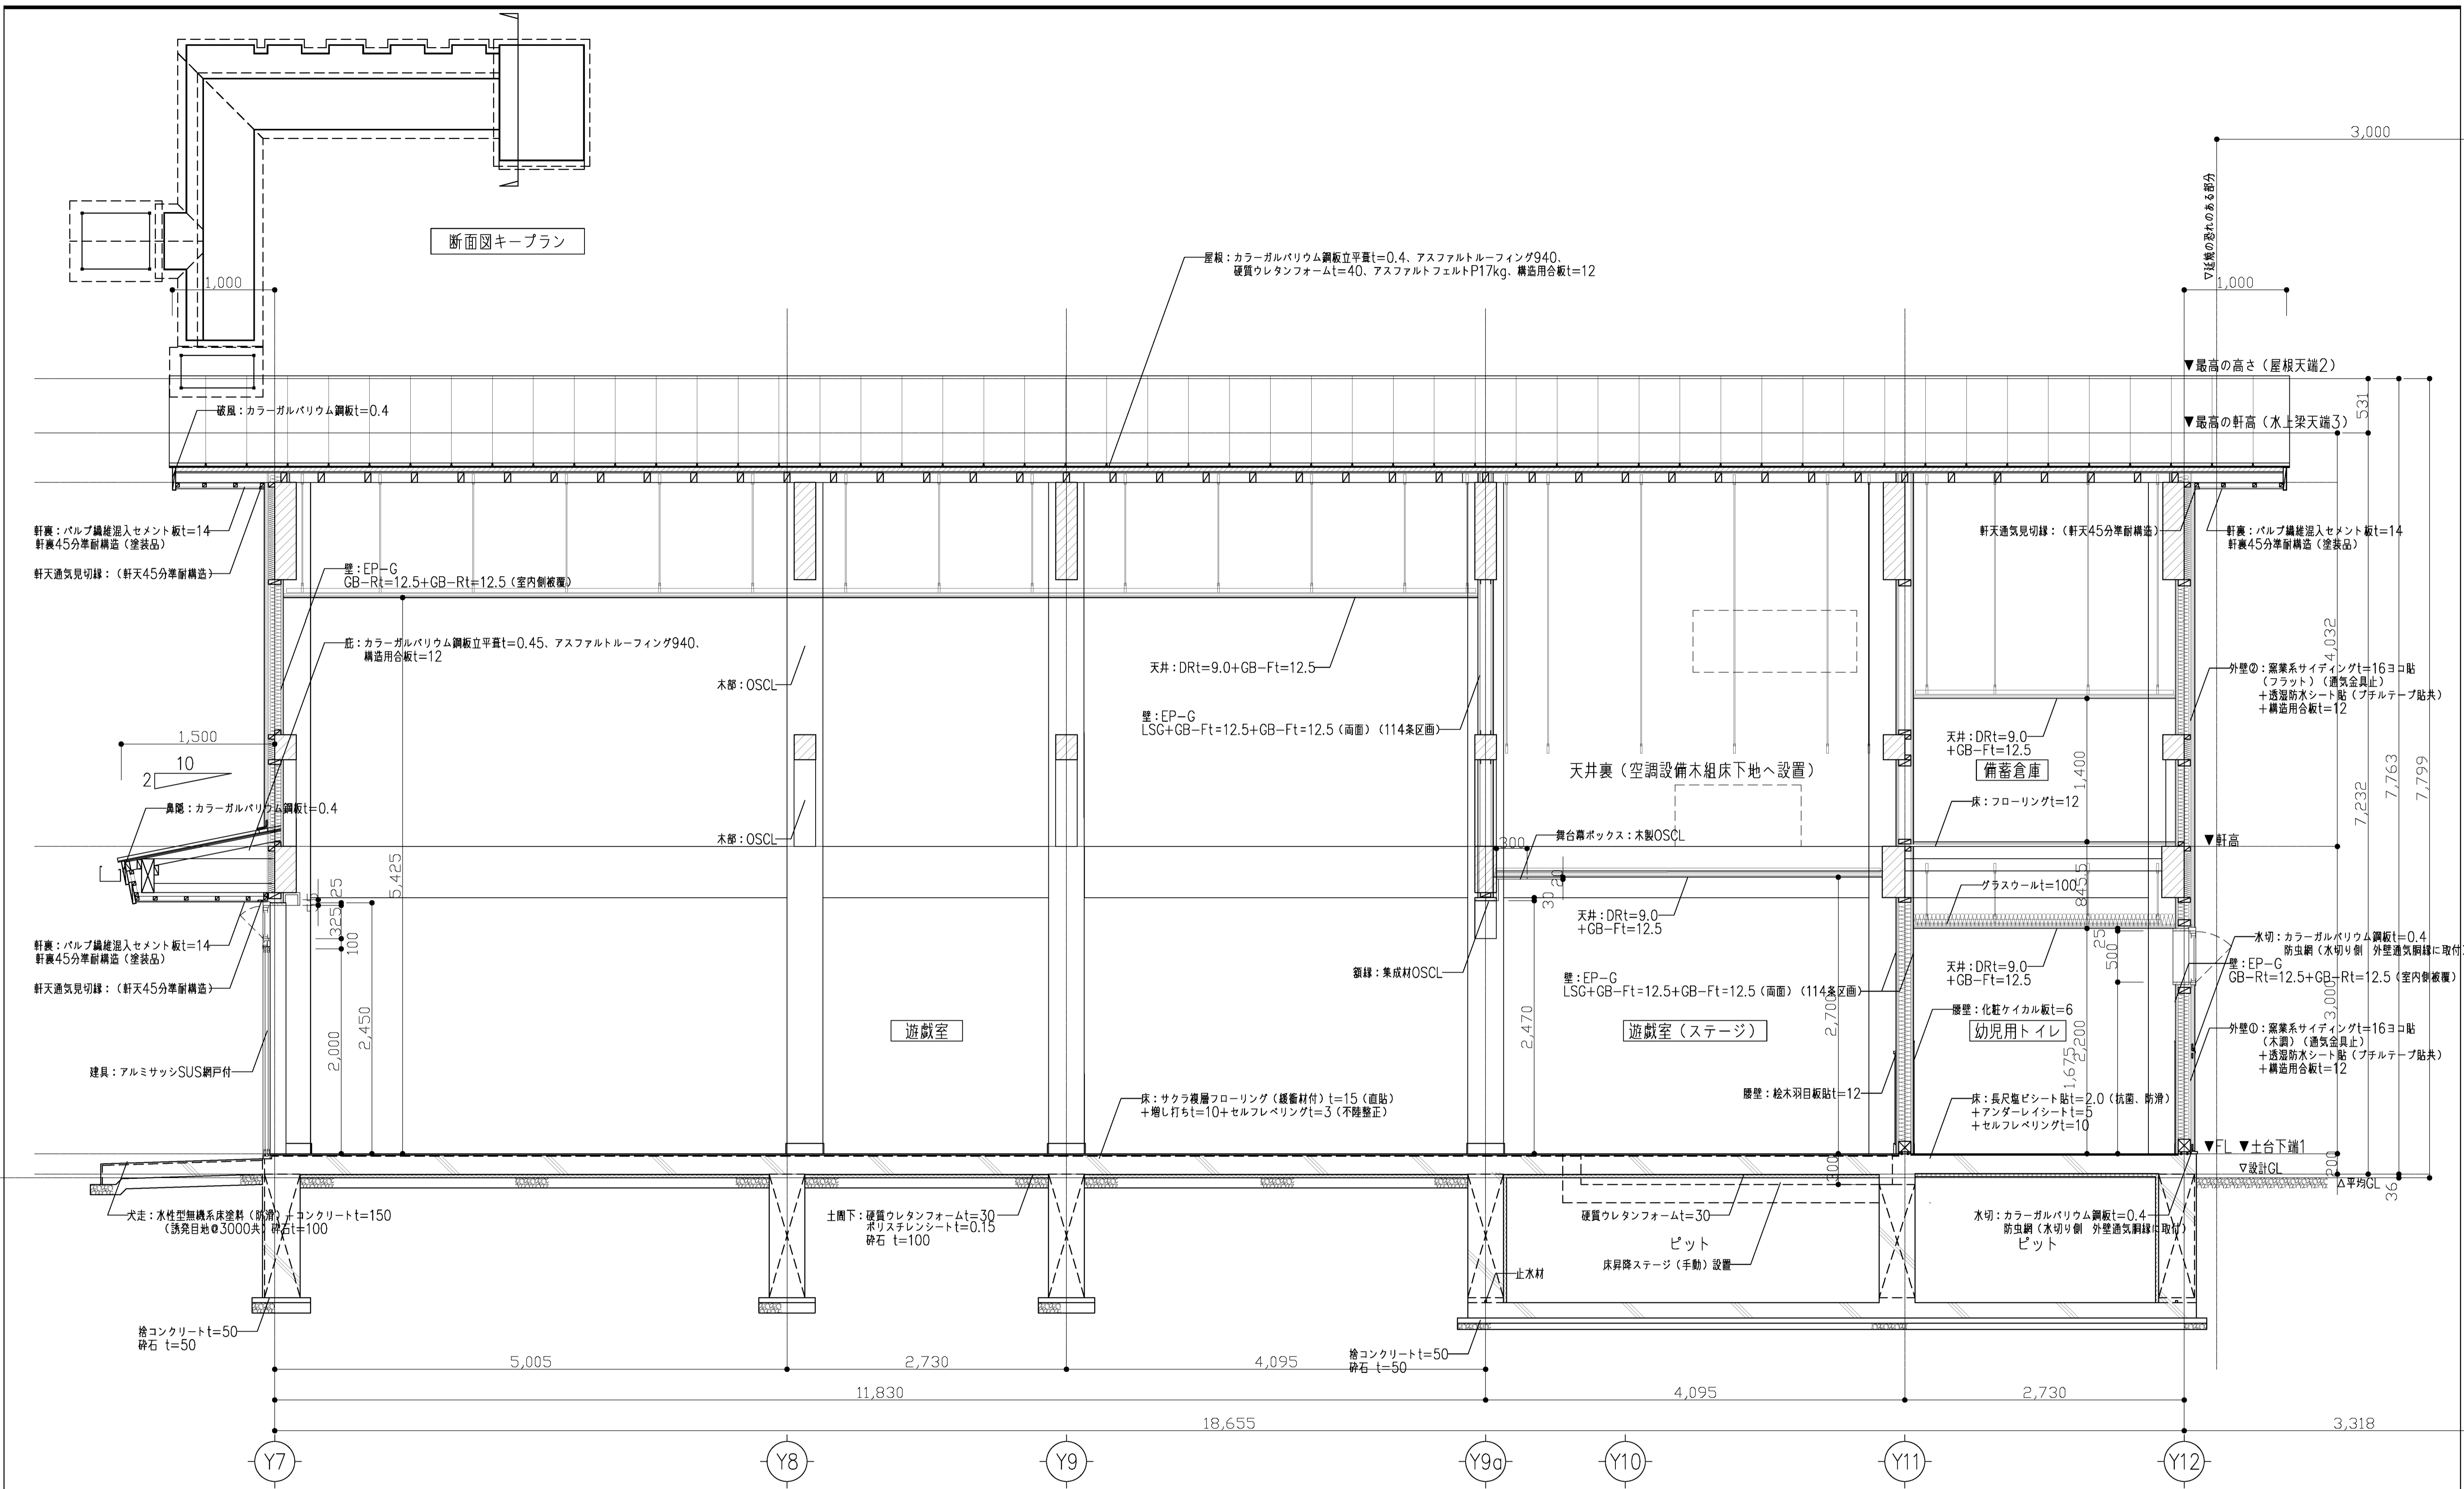 断面図キープラン
3,000
▽延焼の恐れのある部分
1,000
1,000
屋根：カラーガルバリウム鋼板立平葺t=0.4、アスファルトルーフィング940、
硬質ウレタンフォームt=40、アスファルトフェルトP17kg、構造用合板t=12
▼最高の高さ（屋根天端2）
▼最高の軒高（水上梁天端3）
531
破風：カラーガルバリウム鋼板t=0.4
軒裏：パルプ繊維混入セメント板t=14
軒裏45分準耐構造（塗装品）
軒天通気見切縁：（軒天45分準耐構造）
壁：EP-G
GB-Rt=12.5+GB-Rt=12.5（室内側被覆）
庇：カラーガルバリウム鋼板立平葺t=0.45、アスファルトルーフィング940、
構造用合板t=12
木部：OSCL
天井：DRt=9.0+GB-Ft=12.5
壁：EP-G
LSG+GB-Ft=12.5+GB-Ft=12.5（両面）（114条区画）
軒天通気見切縁：（軒天45分準耐構造）
軒裏：パルプ繊維混入セメント板t=14
軒裏45分準耐構造（塗装品）
4,032
外壁②：窯業系サイディングt=16ヨコ貼
（フラット）（通気金具止）
+透湿防水シート貼（ブチルテープ貼共）
+構造用合板t=12
1,500
10
2
鼻隠：カラーガルバリウム鋼板t=0.4
木部：OSCL
5,425
天井裏（空調設備木組床下地へ設置）
天井：DRt=9.0
+GB-Ft=12.5
備蓄倉庫
1,400
床：フローリングt=12
7,232
7,763
7,799
▼軒高
舞台幕ボックス：木製OSCL
300
30
20
グラスウールt=100
845.5
天井：DRt=9.0
+GB-Ft=12.5
325
25
100
軒裏：パルプ繊維混入セメント板t=14
軒裏45分準耐構造（塗装品）
軒天通気見切縁：（軒天45分準耐構造）
額縁：集成材OSCL
壁：EP-G
LSG+GB-Ft=12.5+GB-Ft=12.5（両面）（114条区画）
天井：DRt=9.0
+GB-Ft=12.5
25
500
水切：カラーガルバリウム鋼板t=0.4
防虫網（水切り側　外壁通気胴縁に取付）
壁：EP-G
GB-Rt=12.5+GB-Rt=12.5（室内側被覆）
腰壁：化粧ケイカル板t=6
3,000
2,000
2,450
遊戯室
2,470
遊戯室（ステージ）
2,700
幼児用トイレ
2,200
1,675
外壁①：窯業系サイディングt=16ヨコ貼
（木調）（通気金具止）
+透湿防水シート貼（ブチルテープ貼共）
+構造用合板t=12
建具：アルミサッシSUS網戸付
床：サクラ複層フローリング（緩衝材付）t=15（直貼）
+増し打ちt=10+セルフレベリングt=3（不陸整正）
腰壁：桧木羽目板貼t=12
床：長尺塩ビシート貼t=2.0（抗菌、防滑）
+アンダーレイシートt=5
+セルフレベリングt=10
▼FL ▼土台下端1
▽設計GL
△平均GL
200
36
300
犬走：水性型無機系床塗料（防滑）+コンクリートt=150
（誘発目地@3000共）砕石t=100
土間下：硬質ウレタンフォームt=30
ポリスチレンシートt=0.15
砕石 t=100
硬質ウレタンフォームt=30
ピット
床昇降ステージ（手動）設置
水切：カラーガルバリウム鋼板t=0.4
防虫網（水切り側　外壁通気胴縁に取付）
ピット
止水材
捨コンクリートt=50
砕石 t=50
捨コンクリートt=50
砕石 t=50
5,005
2,730
4,095
11,830
4,095
2,730
18,655
3,318
Y7
Y8
Y9
Y9a
Y10
Y11
Y12